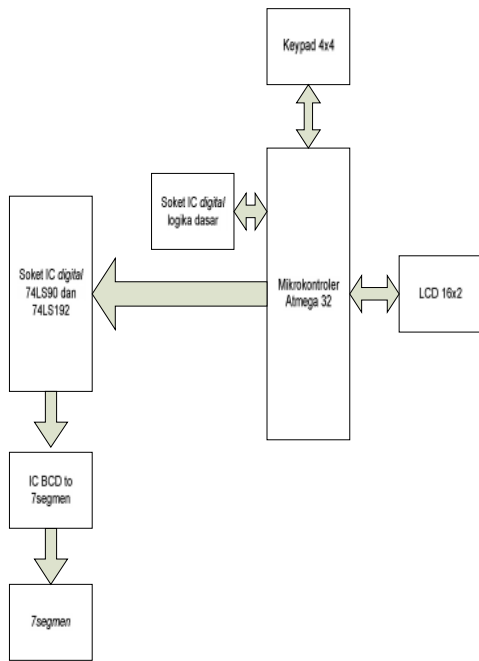 Keypad 4x4
Soket IC digital
logika dasar
Soket IC digital
74LS90 dan
74LS192
Mikrokontroler
Atmega 32
LCD 16x2
IC BCD to
7segmen
7segmen